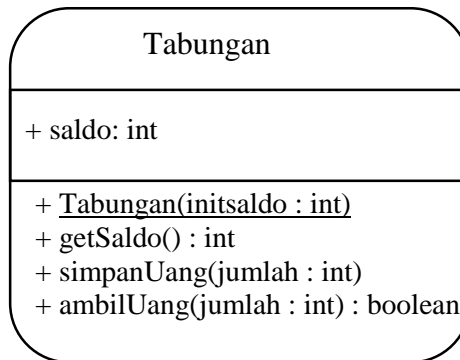 Tabungan
+ saldo: int
+ Tabungan(initsaldo : int)
+ getSaldo() : int
+ simpanUang(jumlah : int)
+ ambilUang(jumlah : int) : boolean